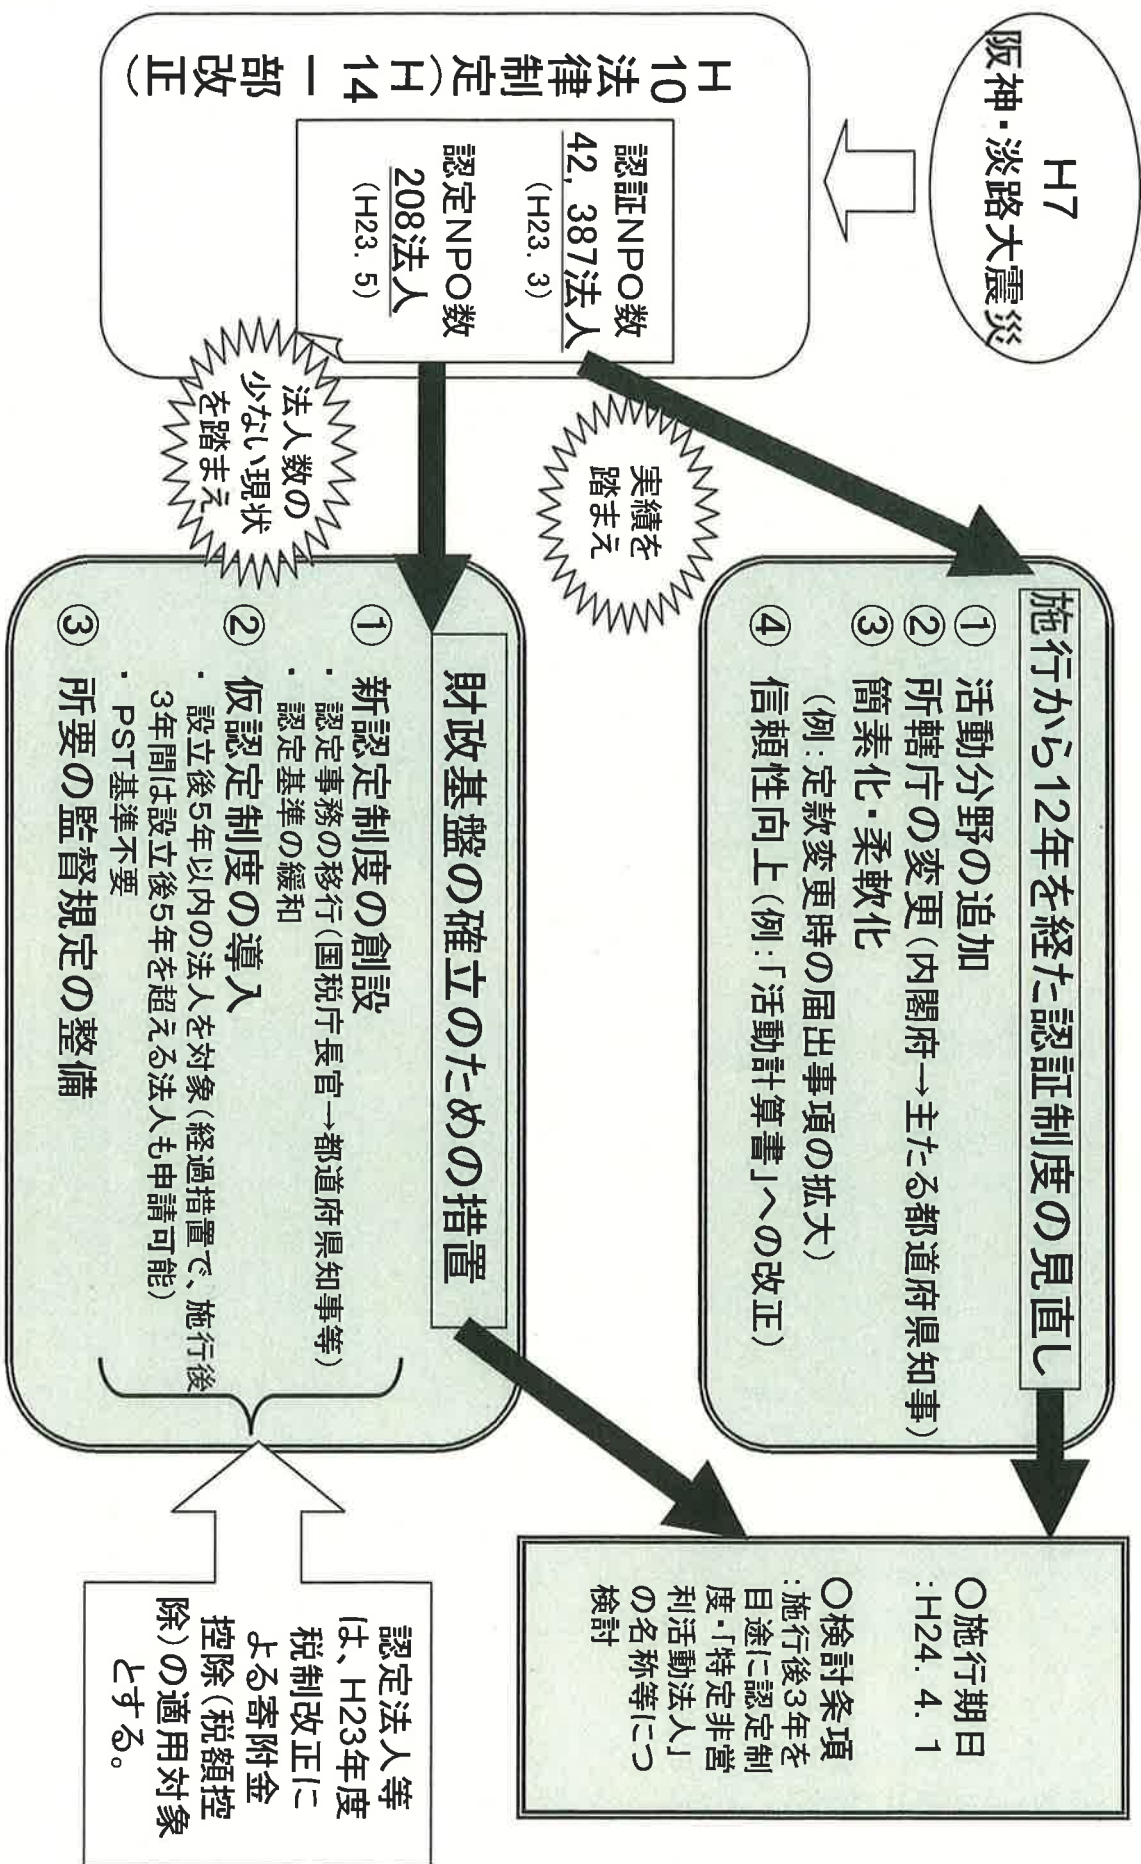 H7
阪神・淡路大震災
H10法律制定(H14一部改正)
認証NPO数
42,387法人
(H23.3)
認定NPO数
208法人
(H23.5)
実績を
踏まえ
法人数の
少ない現状
を踏まえ
施行から12年を経た認証制度の見直し
① 活動分野の追加
② 所轄庁の変更(内閣府→主たる都道府県知事)
③ 簡素化・柔軟化
(例:定款変更時の届出事項の拡大)
④ 信頼性向上(例:「活動計算書」への改正)
財政基盤の確立のための措置
① 新認定制度の創設
・ 認定事務の移行(国税庁長官→都道府県知事等)
・ 認定基準の緩和
② 仮認定制度の導入
・ 設立後5年以内の法人を対象(経過措置で、施行後
3年間は設立後5年を超える法人も申請可能)
・ PST基準不要
③ 所要の監督規定の整備
○施行期日
:H24.4.1
○検討条項
:施行後3年を
目途に認定制
度・「特定非営
利活動法人」
の名称等につ
検討
認定法人等
は、H23年度
税制改正に
よる寄附金
控除(税額控
除)の適用対象
とする。